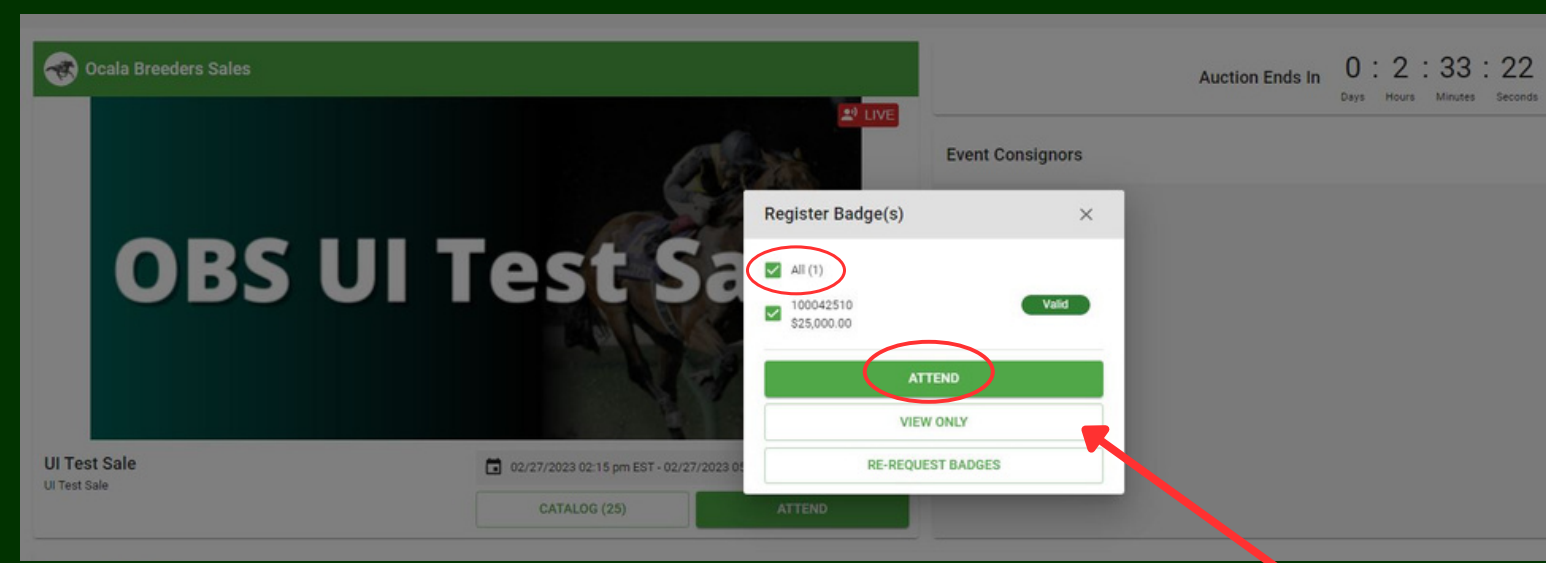 Ocala Breeders Sales
LIVE
OBS UI Test Sa
UI Test Sale
UI Test Sale
02/27/2023 02:15 pm EST - 02/27/2023 05
CATALOG (25)
ATTEND
Auction Ends In
0 : 2 : 33 : 22
Days Hours Minutes Seconds
Event Consignors
Register Badge(s)
All (1)
100042510
$25,000.00
Valid
ATTEND
VIEW ONLY
RE-REQUEST BADGES